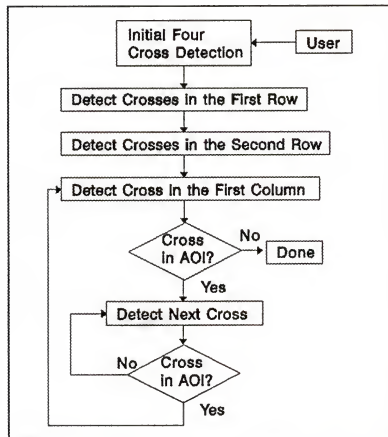 Initial Four
Cross Detection
User
Detect Crosses in the First Row
Detect Crosses in the Second Row
Detect Cross in the First Column
Cross
in AOI?
No
Done
Yes
Detect Next Cross
No
Cross
in AOI?
Yes